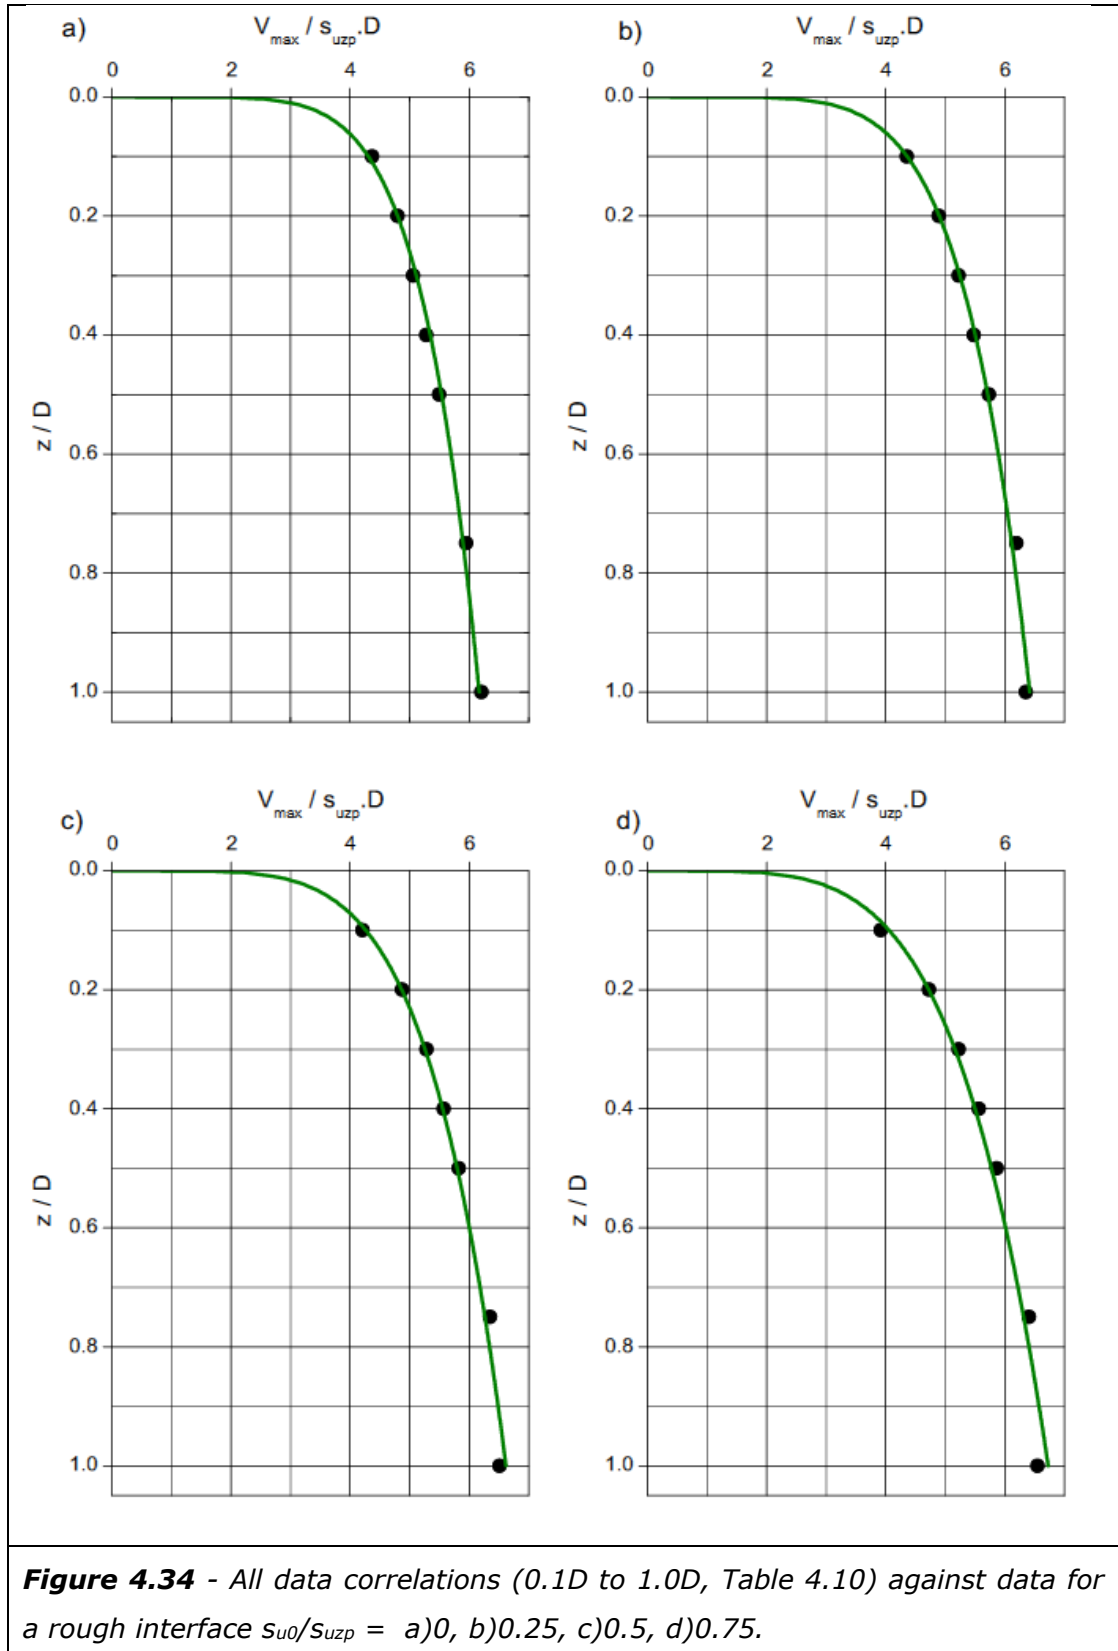 a) V_max / s_uzp.D
0 2 4 6
0.0
0.2
0.4
0.6
0.8
1.0
z / D
b) V_max / s_uzp.D
0 2 4 6
0.0
0.2
0.4
0.6
0.8
1.0
z / D
c) V_max / s_uzp.D
0 2 4 6
0.0
0.2
0.4
0.6
0.8
1.0
z / D
d) V_max / s_uzp.D
0 2 4 6
0.0
0.2
0.4
0.6
0.8
1.0
z / D
Figure 4.34 - All data correlations (0.1D to 1.0D, Table 4.10) against data for
a rough interface s_u0/s_uzp = a)0, b)0.25, c)0.5, d)0.75.